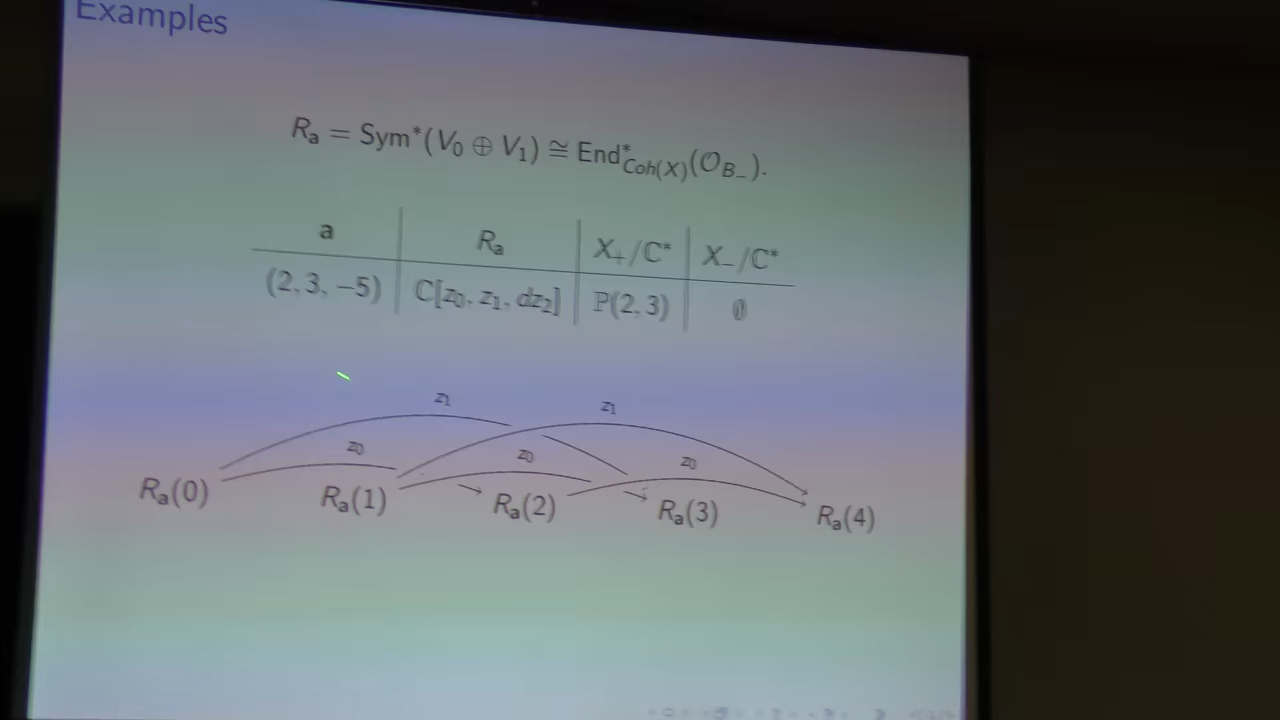 Examples
R_a = Sym*(V_0 ⊕ V_1) ≅ End*_{Coh(X)}(O_{B_−}).
a R_a X_+/C* X_−/C*
(2, 3, −5) C[z_0, z_1, dz_2] P(2, 3) ∅
z_1 z_1
z_0 z_0 z_0
R_a(0) R_a(1) R_a(2) R_a(3) R_a(4)